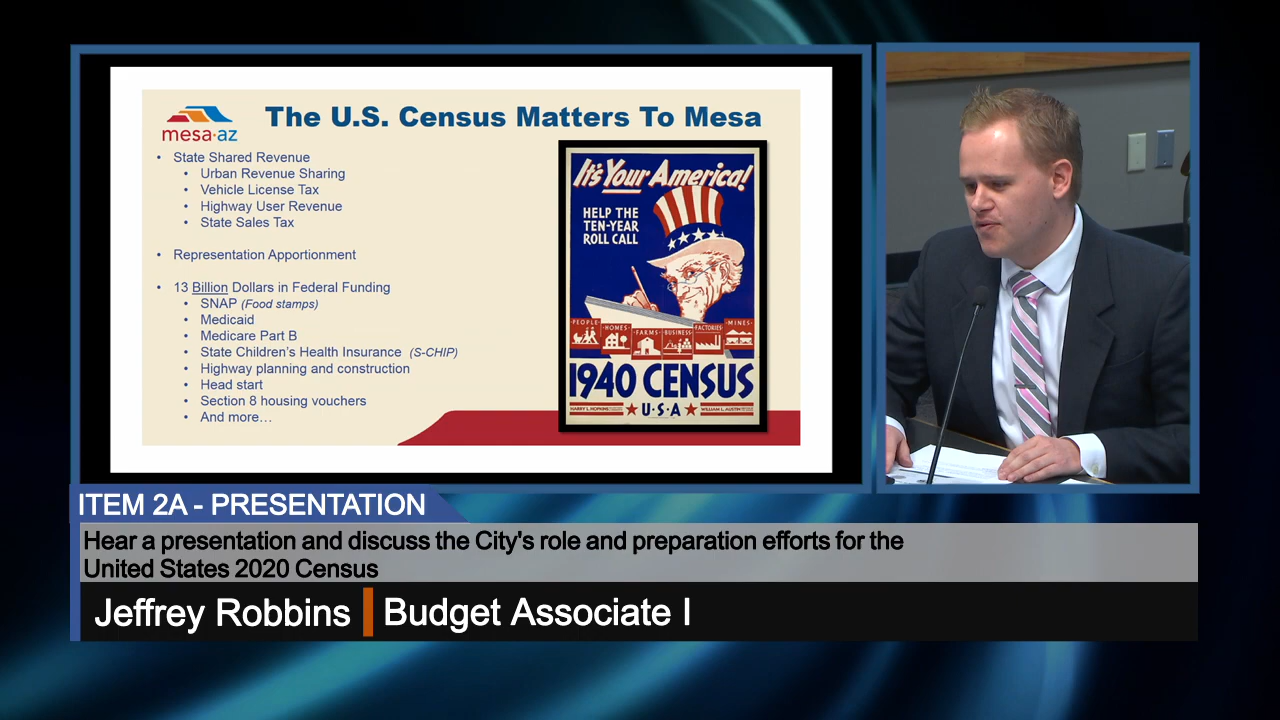 mesa·az
The U.S. Census Matters To Mesa
• State Shared Revenue
• Urban Revenue Sharing
• Vehicle License Tax
• Highway User Revenue
• State Sales Tax
• Representation Apportionment
• 13 Billion Dollars in Federal Funding
• SNAP (Food stamps)
• Medicaid
• Medicare Part B
• State Children's Health Insurance (S-CHIP)
• Highway planning and construction
• Head start
• Section 8 housing vouchers
• And more…
It's Your America!
HELP THE
TEN-YEAR
ROLL CALL
PEOPLE HOMES FARMS BUSINESS FACTORIES MINES
1940 CENSUS
HARRY L. HOPKINS
U·S·A
WILLIAM L. AUSTIN
ITEM 2A - PRESENTATION
Hear a presentation and discuss the City's role and preparation efforts for the
United States 2020 Census
Jeffrey Robbins
Budget Associate I